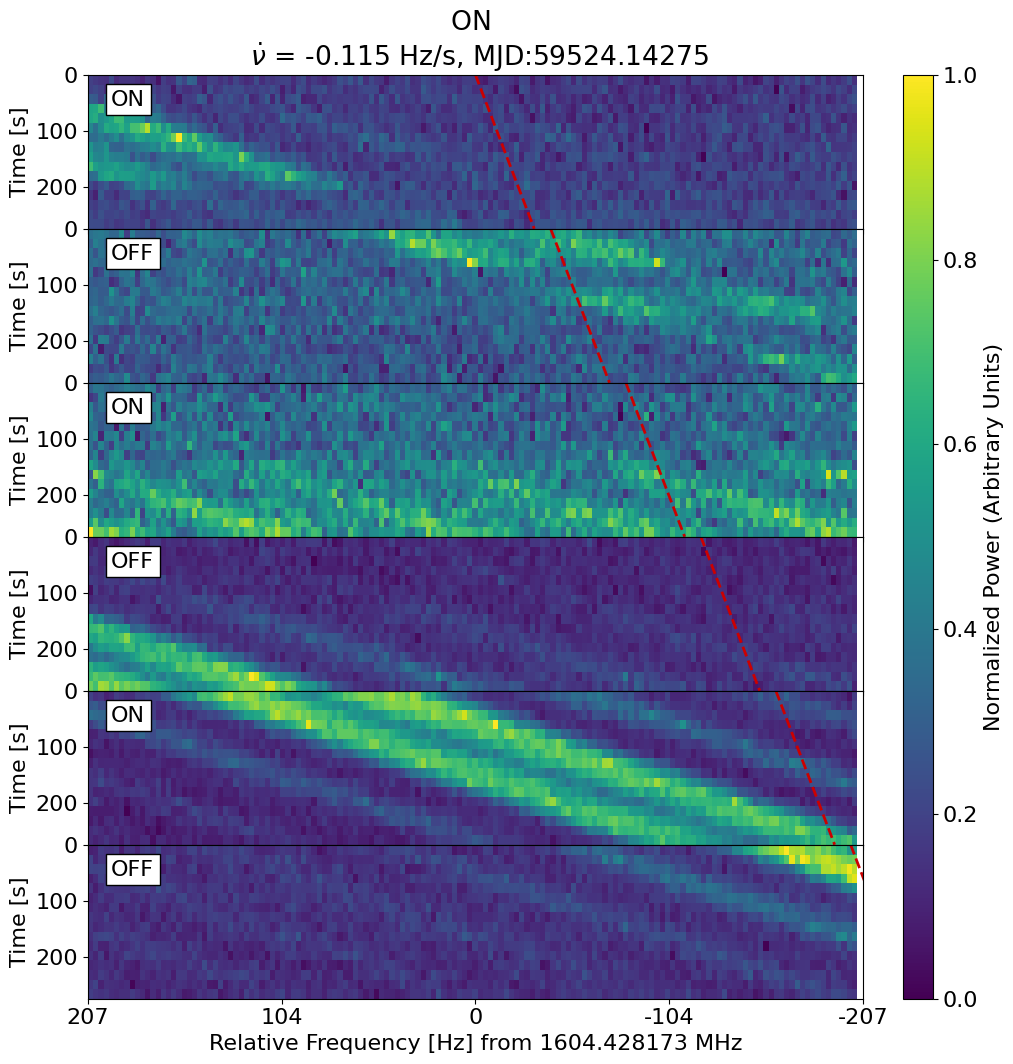 ON
ν̇ = -0.115 Hz/s, MJD:59524.14275
0
ON
100
Time [s]
200
0
OFF
100
Time [s]
200
0
ON
100
Time [s]
200
0
OFF
100
Time [s]
200
0
ON
100
Time [s]
200
0
OFF
100
Time [s]
200
207 104 0 -104 -207
Relative Frequency [Hz] from 1604.428173 MHz
1.0
0.8
0.6
0.4
0.2
0.0
Normalized Power (Arbitrary Units)